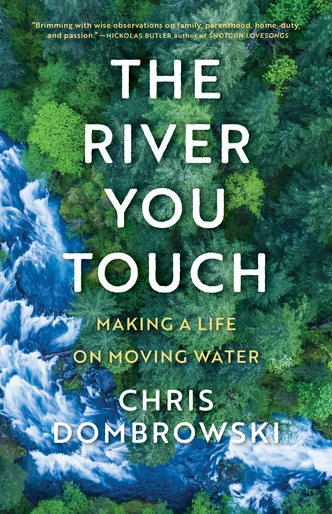 "Brimming with wise observations on family, parenthood, home, duty,
and passion." —NICKOLAS BUTLER, author of SHOTGUN LOVESONGS
THE
RIVER
YOU
TOUCH
MAKING A LIFE
ON MOVING WATER
CHRIS
DOMBROWSKI